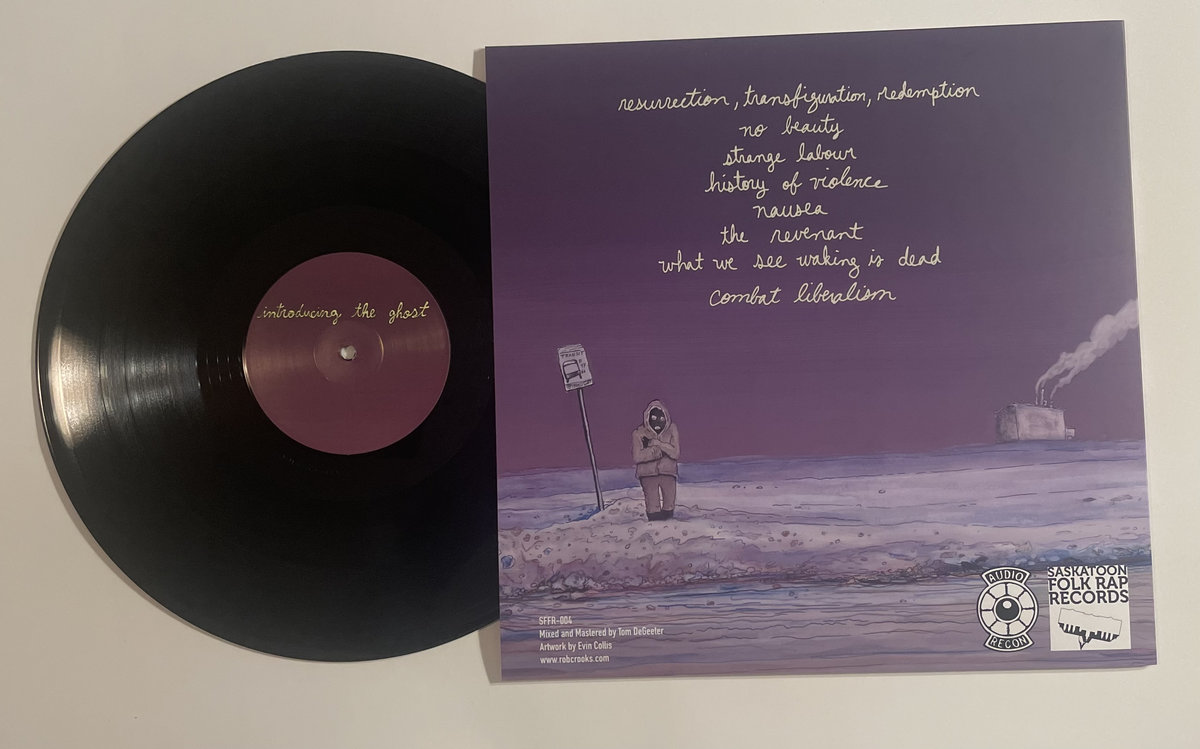 introducing the ghost
resurrection, transfiguration, redemption
no beauty
strange labour
history of violence
nausea
the revenant
what we see waking is dead
combat liberalism
TRANSIT
SFFR-004
Mixed and Mastered by Tom DeGeeter
Artwork by Evin Collis
www.robcrooks.com
AUDIO
RECON
SASKATOON
FOLK RAP
RECORDS